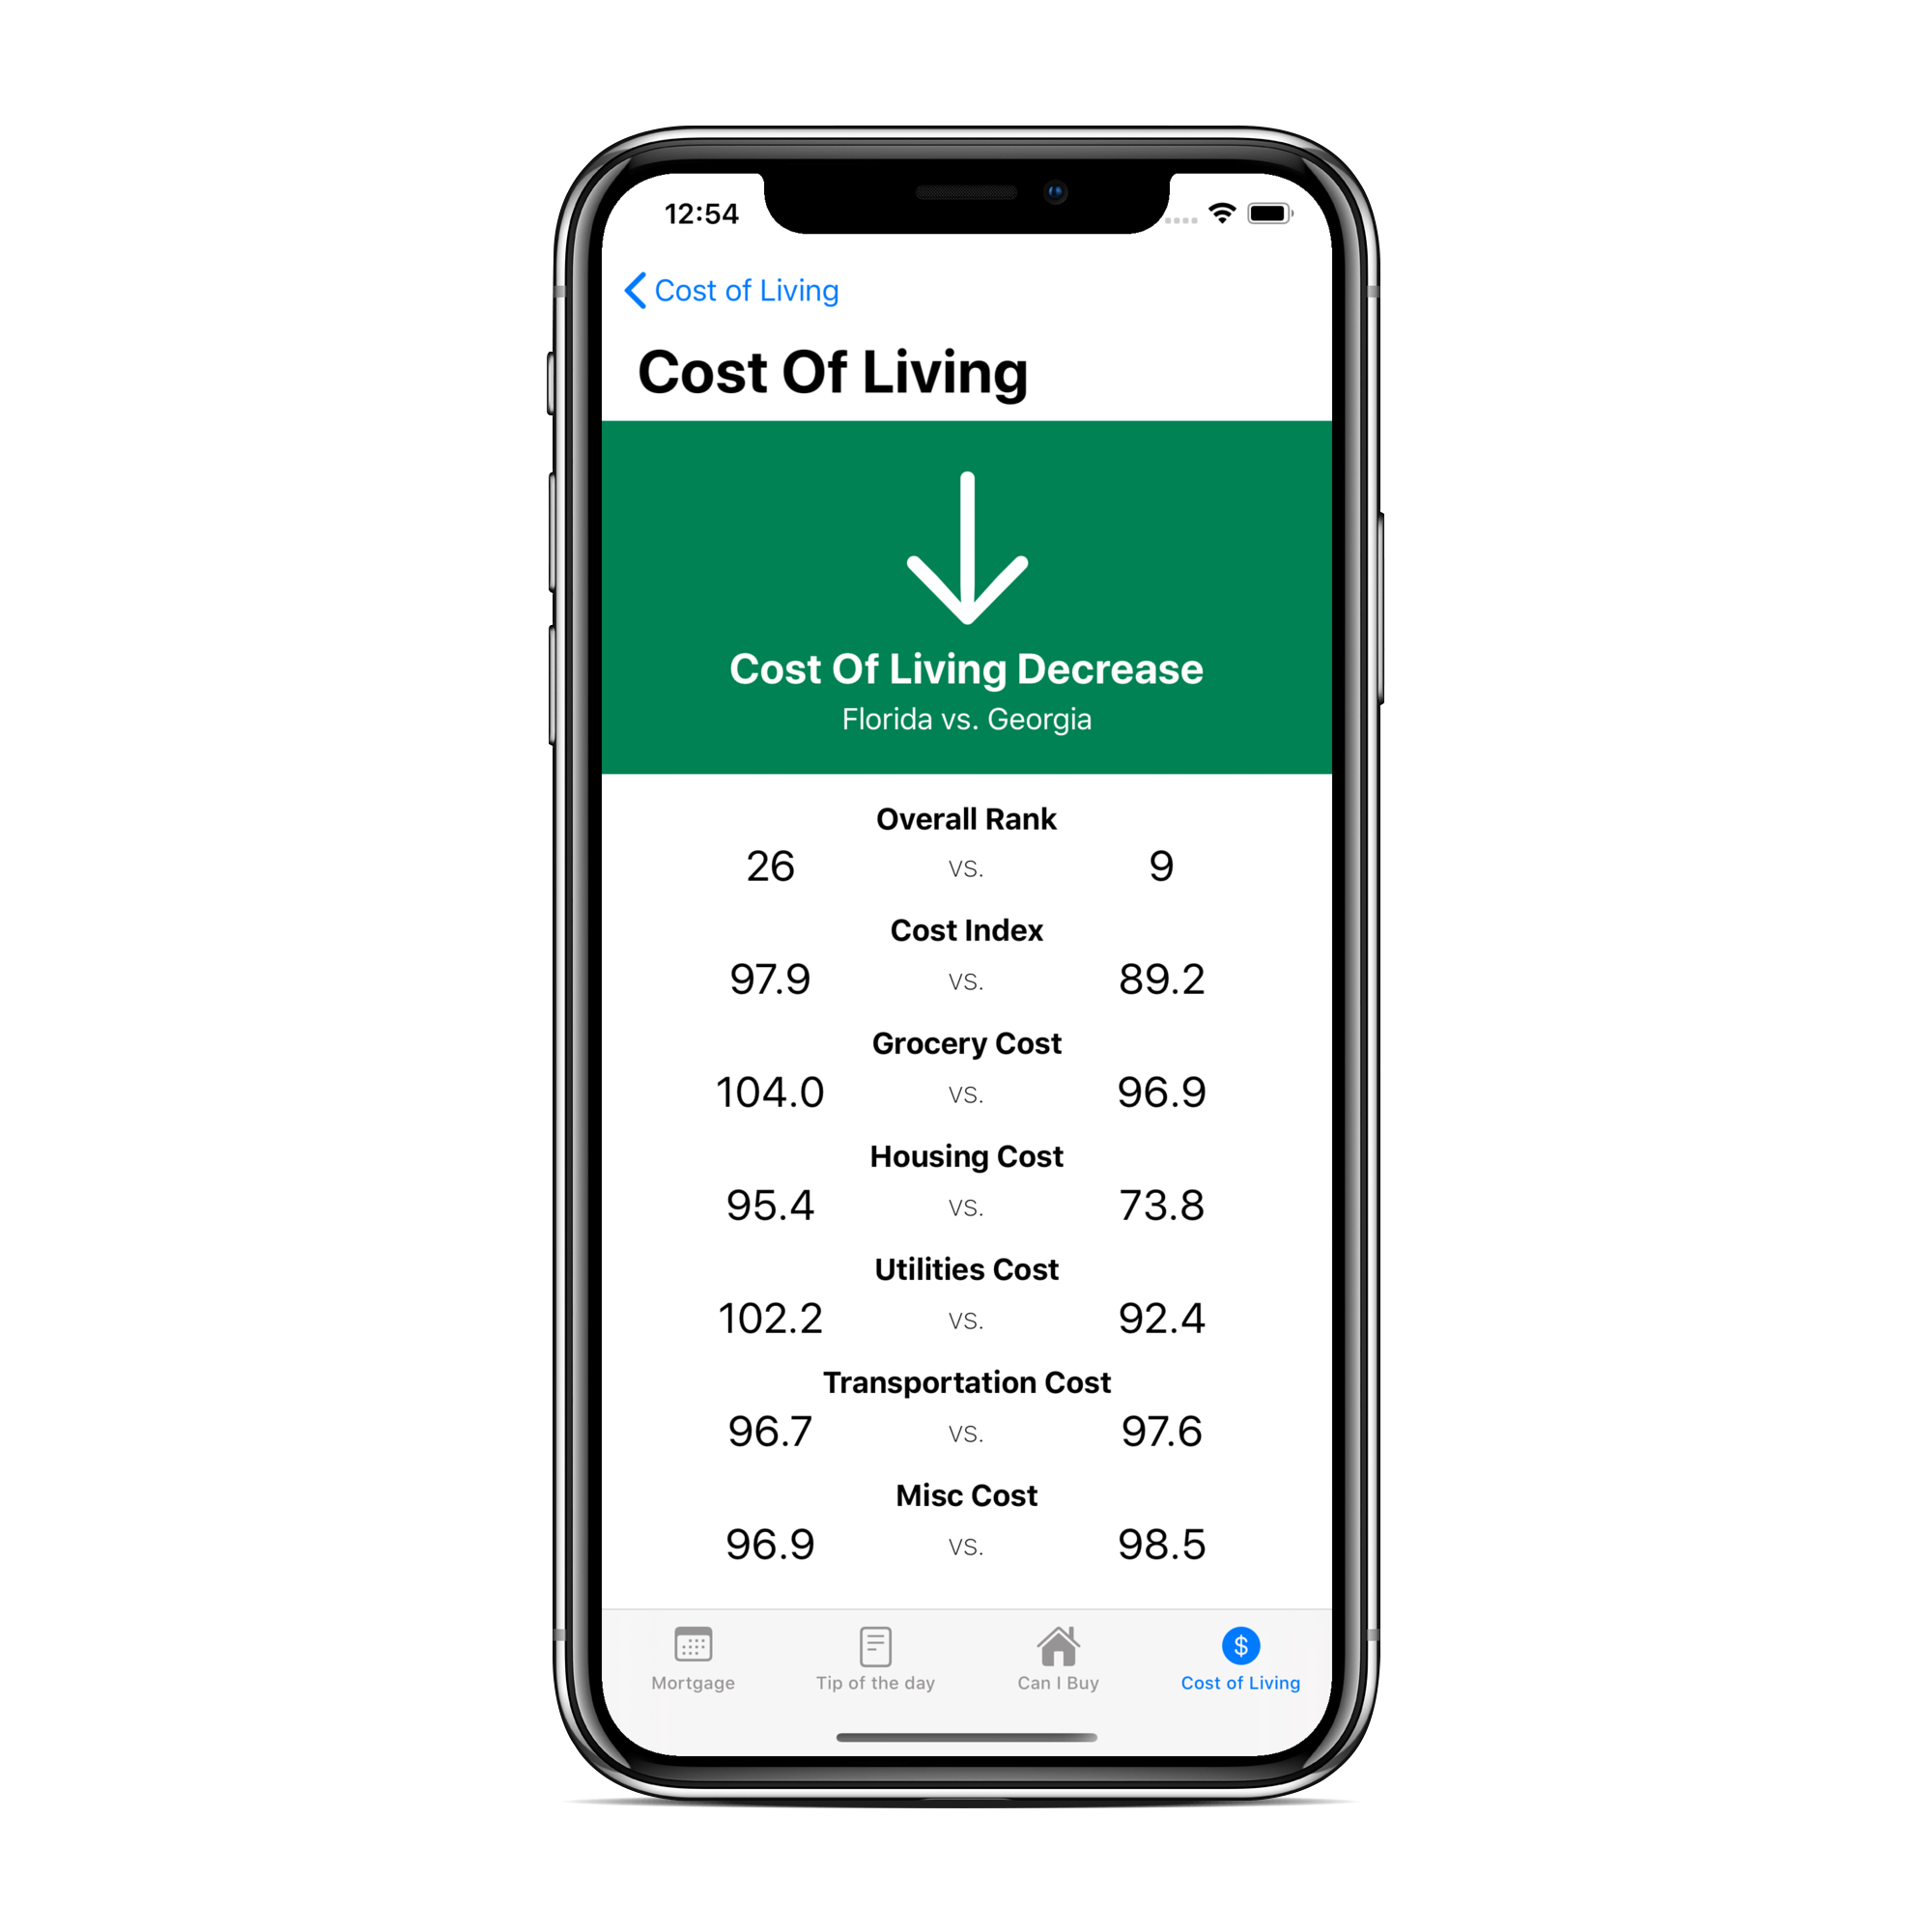 12:54
Cost of Living
Cost Of Living
Cost Of Living Decrease
Florida vs. Georgia
Overall Rank
26 vs. 9
Cost Index
97.9 vs. 89.2
Grocery Cost
104.0 vs. 96.9
Housing Cost
95.4 vs. 73.8
Utilities Cost
102.2 vs. 92.4
Transportation Cost
96.7 vs. 97.6
Misc Cost
96.9 vs. 98.5
$
Mortgage Tip of the day Can I Buy Cost of Living